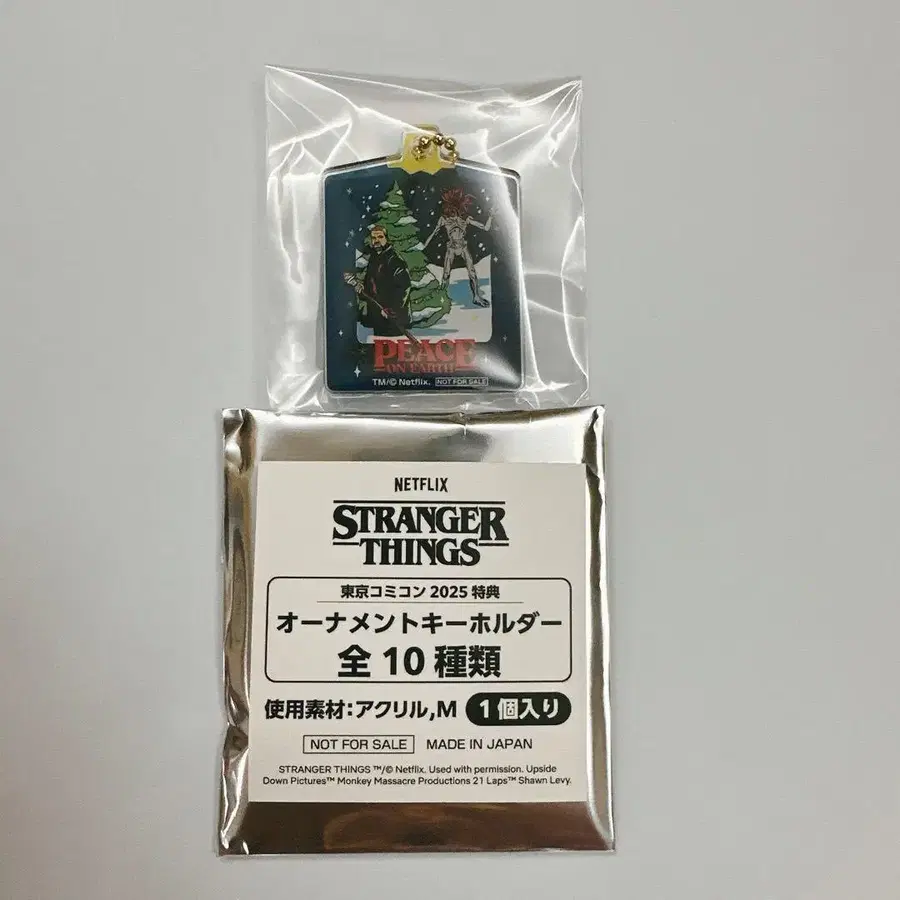 PEACE
ON EARTH
TM/© Netflix. NOT FOR SALE
NETFLIX
STRANGER
THINGS
東京コミコン 2025 特典
オーナメントキーホルダー
全 10 種類
使用素材:アクリル,M 1個入り
NOT FOR SALE MADE IN JAPAN
STRANGER THINGS ™/© Netflix. Used with permission. Upside
Down Pictures™ Monkey Massacre Productions 21 Laps™ Shawn Levy.